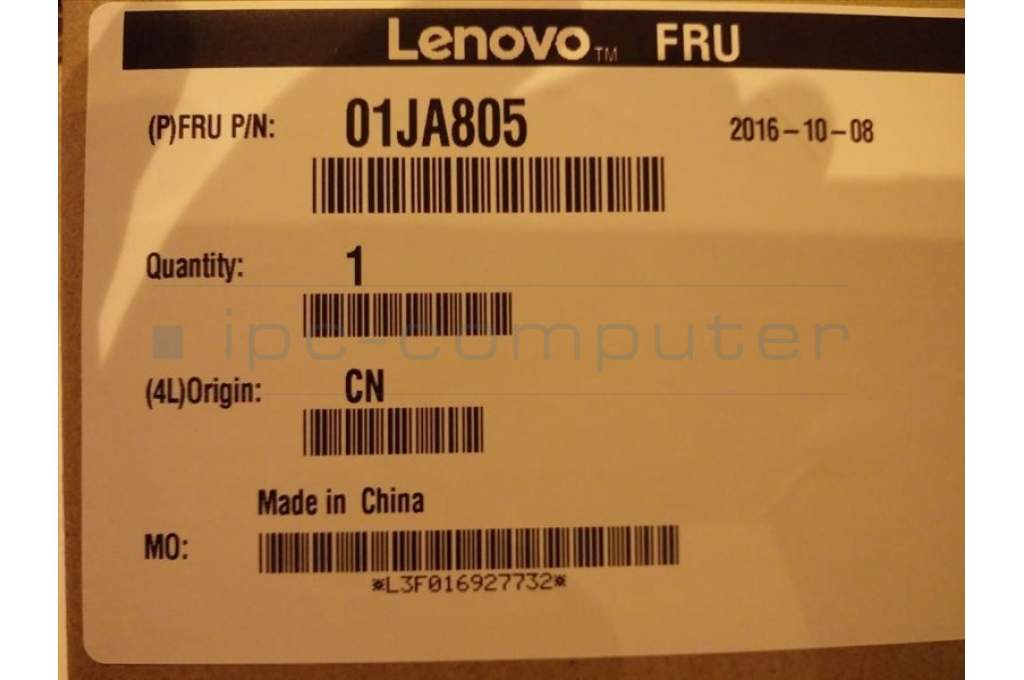 Lenovo™ FRU
(P)FRU P/N: 01JA805 2016-10-08
Quantity: 1
ipc-computer
(4L)Origin: CN
Made in China
MO:
*L3F016927732*